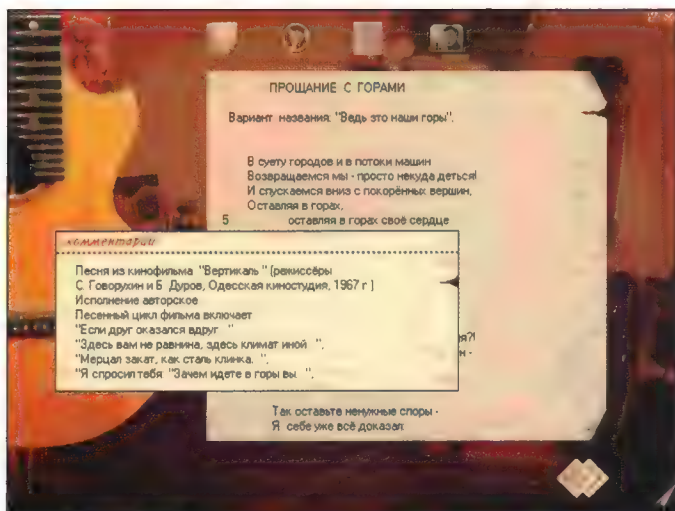 ПРОЩАНИЕ С ГОРАМИ
Вариант названия: "Ведь это наши горы".
В суету городов и в потоки машин
Возвращаемся мы - просто некуда деться!
И спускаемся вниз с покорённых вершин,
Оставляя в горах,
5 оставляя в горах своё сердце
комментарии
Песня из кинофильма "Вертикаль" (режиссёры
С. Говорухин и Б. Дуров, Одесская киностудия, 1967 г.)
Исполнение авторское
Песенный цикл фильма включает
"Если друг оказался вдруг "
"Здесь вам не равнина, здесь климат иной ",
"Мерцал закат, как сталь клинка. ",
"Я спросил тебя "Зачем идете в горы вы ",
я?!
н -
Так оставьте ненужные споры -
Я себе уже всё доказал